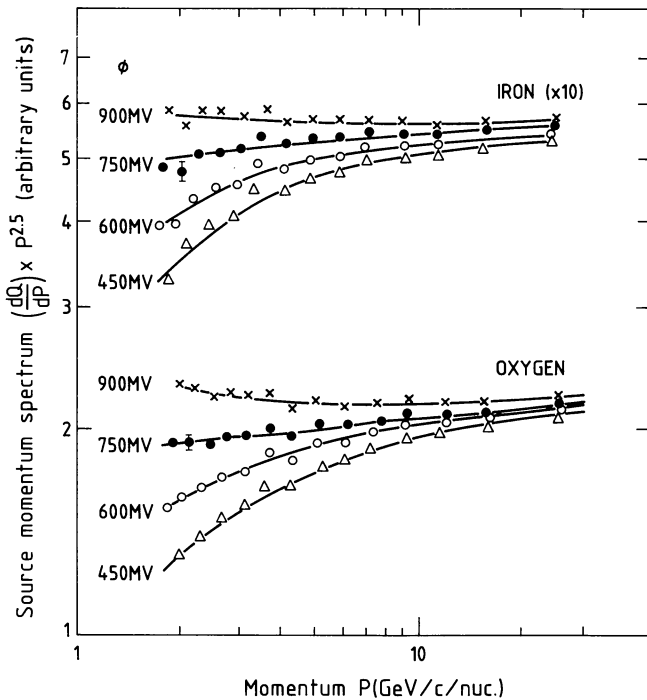 7
ϕ
IRON (x10)
900MV
6
750MV
5
600MV
4
450MV
3
OXYGEN
900MV
2
750MV
600MV
450MV
1
1
10
Source momentum spectrum (dQ/dP) x P^2.5 (arbitrary units)
Momentum P(GeV/c/nuc.)